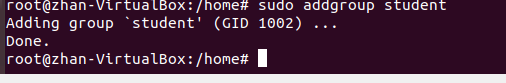 root@zhan-VirtualBox:/home# sudo addgroup student
Adding group `student' (GID 1002) ...
Done.
root@zhan-VirtualBox:/home#